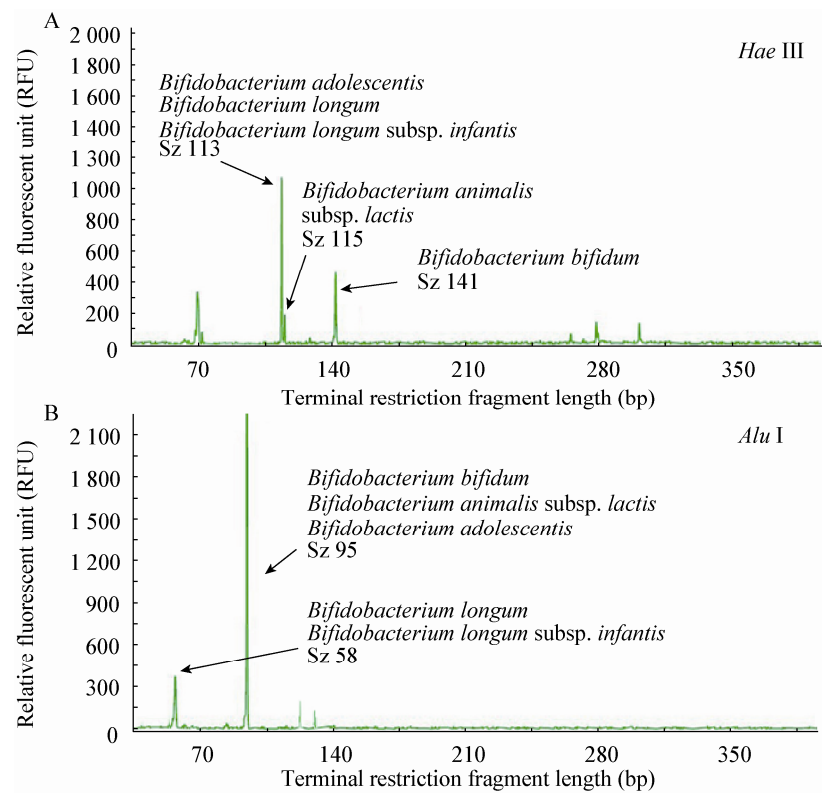 A
Hae III
Relative fluorescent unit (RFU)
2 000
1 800
1 600
1 400
1 300
1 000
800
600
400
200
0
Bifidobacterium adolescentis
Bifidobacterium longum
Bifidobacterium longum subsp. infantis
Sz 113
Bifidobacterium animalis
subsp. lactis
Sz 115
Bifidobacterium bifidum
Sz 141
70 140 210 280 350
Terminal restriction fragment length (bp)
B
Alu I
Relative fluorescent unit (RFU)
2 100
1 800
1 500
1 200
900
600
300
0
Bifidobacterium bifidum
Bifidobacterium animalis subsp. lactis
Bifidobacterium adolescentis
Sz 95
Bifidobacterium longum
Bifidobacterium longum subsp. infantis
Sz 58
70 140 210 280 350
Terminal restriction fragment length (bp)